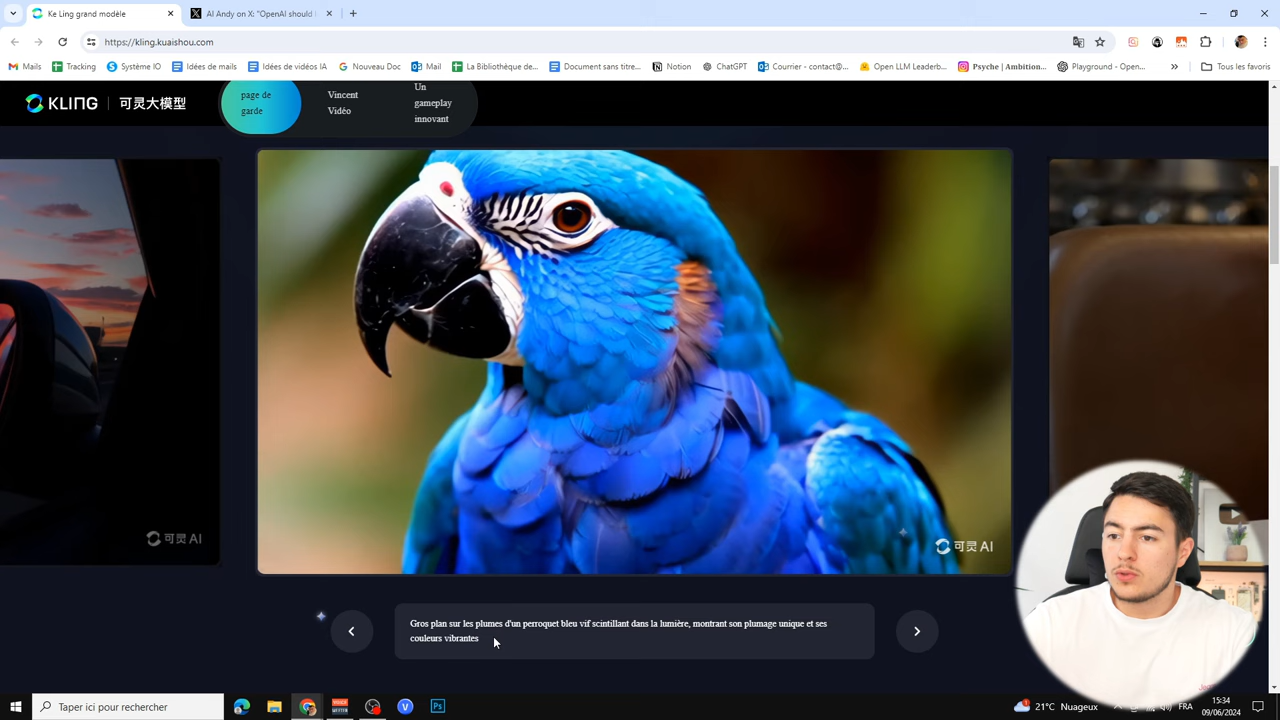 Ke Ling grand modèle
AI Andy on X: "OpenAI should
https://kling.kuaishou.com
Mails
Tracking
Système IO
Idées de mails
Idées de vidéos IA
Nouveau Doc
Mail
La Bibliothèque de...
Document sans titre...
Notion
ChatGPT
Courrier - contact@...
Open LLM Leaderb...
Psyche | Ambition...
Playground - Open...
Tous les favoris
KLING
可灵大模型
page de
garde
Vincent
Vidéo
Un
gameplay
innovant
可灵 AI
可灵 AI
Gros plan sur les plumes d'un perroquet bleu vif scintillant dans la lumière, montrant son plumage unique et ses
couleurs vibrantes
Taper ici pour rechercher
Ps
21°C Nuageux
FRA
15:34
09/06/2024